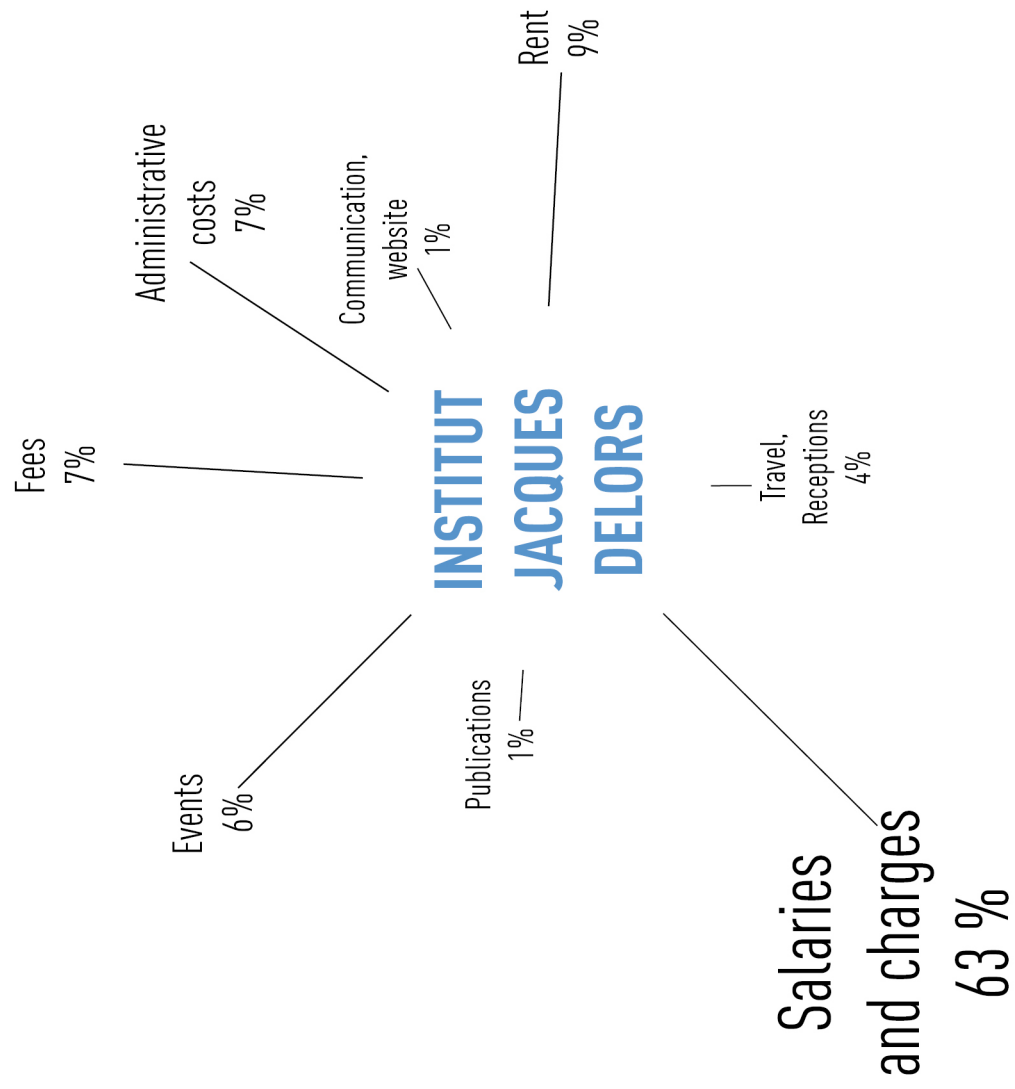 Fees
7%
Administrative
costs
7%
Events
6%
Communication,
website
1%
Rent
9%
INSTITUT
JACQUES
DELORS
Publications
1%
Travel,
Receptions
4%
Salaries
and charges
63 %